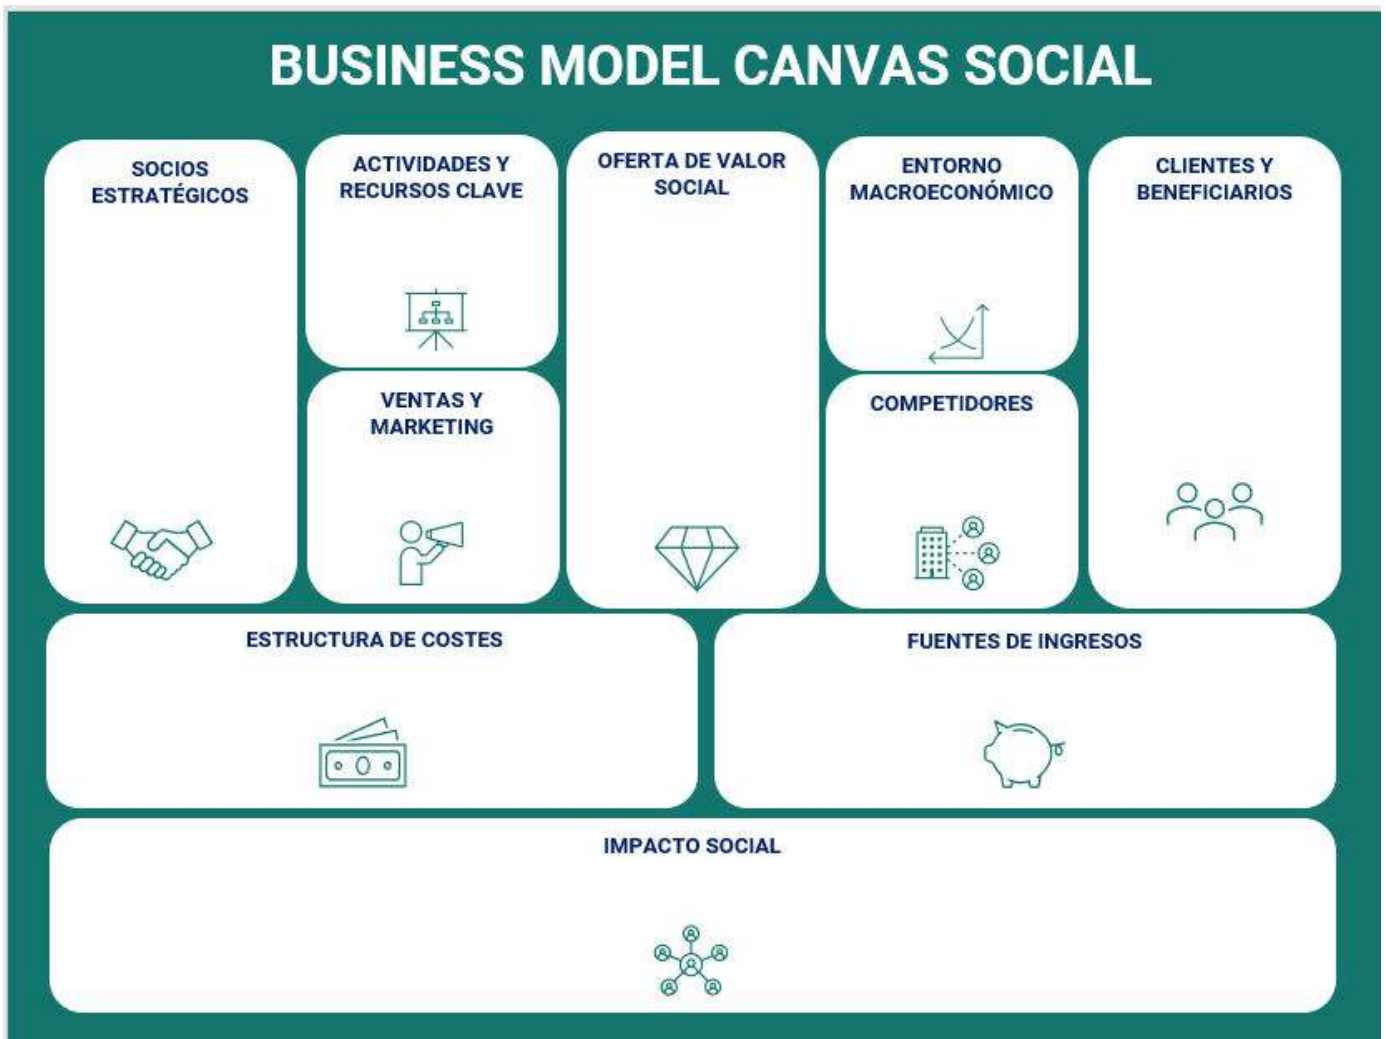 BUSINESS MODEL CANVAS SOCIAL
SOCIOS
ESTRATÉGICOS
ACTIVIDADES Y
RECURSOS CLAVE
VENTAS Y
MARKETING
OFERTA DE VALOR
SOCIAL
ENTORNO
MACROECONÓMICO
COMPETIDORES
CLIENTES Y
BENEFICIARIOS
ESTRUCTURA DE COSTES
FUENTES DE INGRESOS
IMPACTO SOCIAL